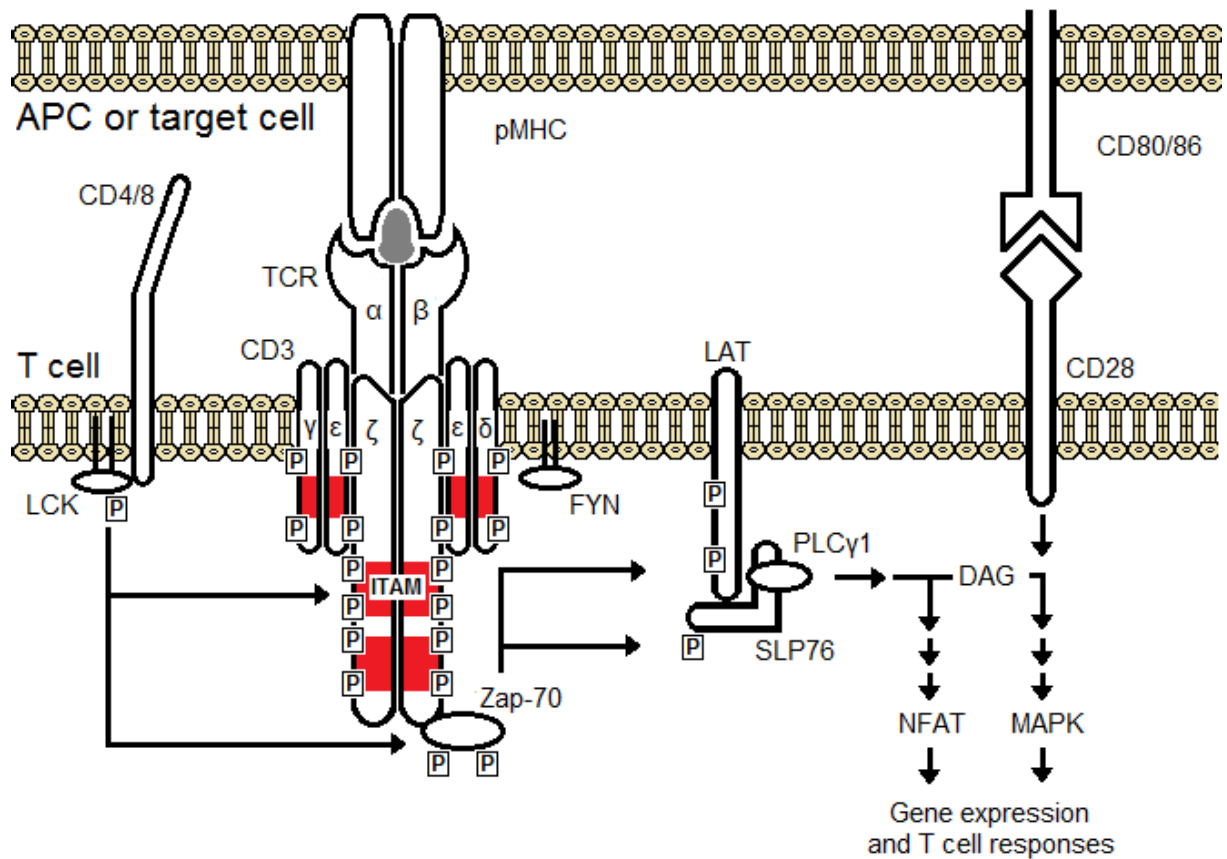 APC or target cell
pMHC
CD80/86
CD4/8
TCR
α
β
CD3
T cell
LAT
CD28
γ
ε
ζ
ζ
ε
δ
P
P
P
P
LCK
P
FYN
P
P
P
P
P
P
P
P
PLCγ1
ITAM
DAG
P
P
P
P
P
P
SLP76
P
P
Zap-70
NFAT
MAPK
P
P
Gene expression
and T cell responses